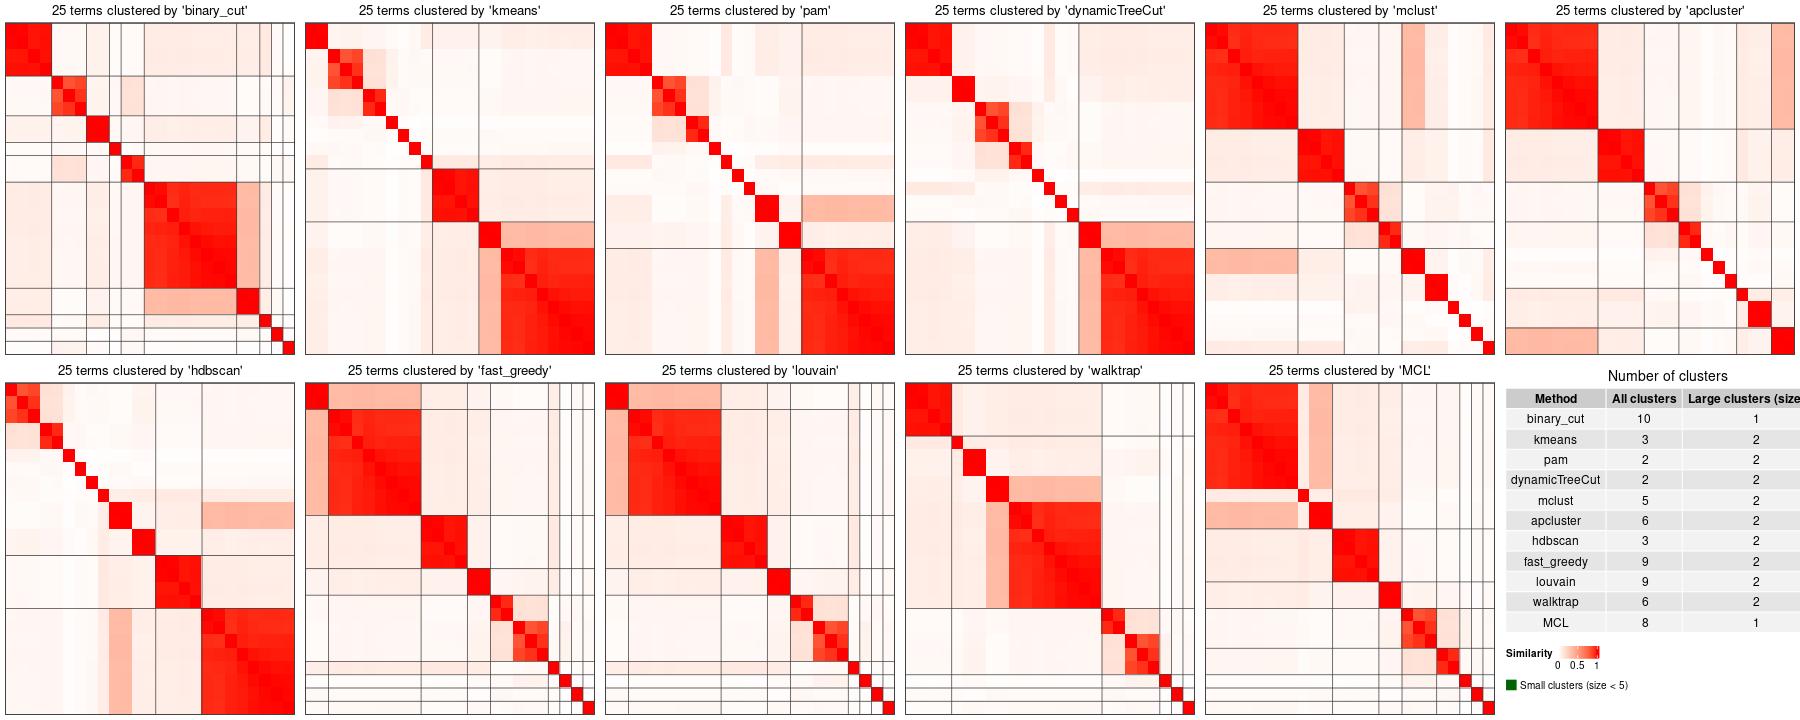 25 terms clustered by 'binary_cut'
25 terms clustered by 'kmeans'
25 terms clustered by 'pam'
25 terms clustered by 'dynamicTreeCut'
25 terms clustered by 'mclust'
25 terms clustered by 'apcluster'
25 terms clustered by 'hdbscan'
25 terms clustered by 'fast_greedy'
25 terms clustered by 'louvain'
25 terms clustered by 'walktrap'
25 terms clustered by 'MCL'
Number of clusters
Method All clusters Large clusters (size
binary_cut 10 1
kmeans 3 2
pam 2 2
dynamicTreeCut 2 2
mclust 5 2
apcluster 6 2
hdbscan 3 2
fast_greedy 9 2
louvain 9 2
walktrap 6 2
MCL 8 1
Similarity
0 0.5 1
Small clusters (size < 5)